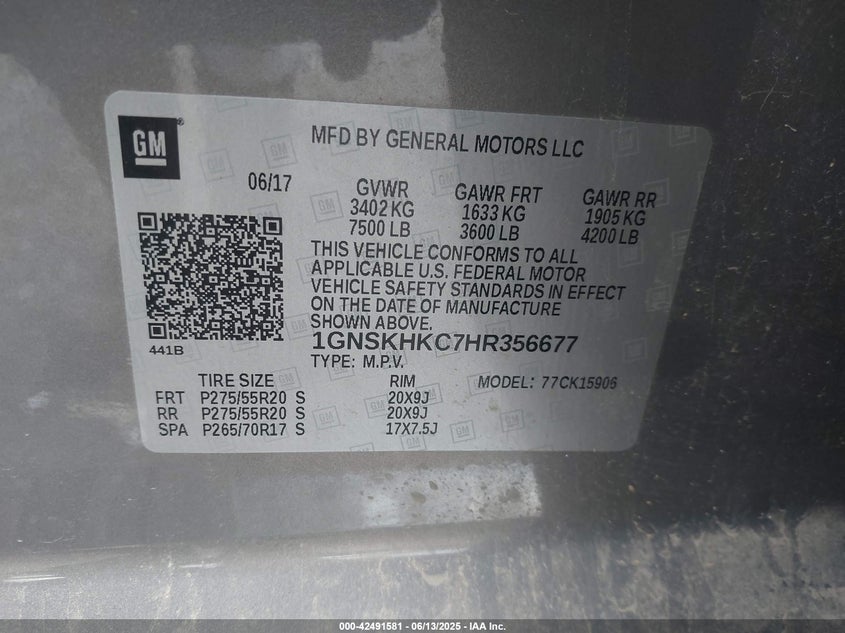 GM
MFD BY GENERAL MOTORS LLC
06/17
GVWR
3402 KG
7500 LB
GAWR FRT
1633 KG
3600 LB
GAWR RR
1905 KG
4200 LB
THIS VEHICLE CONFORMS TO ALL
APPLICABLE U.S. FEDERAL MOTOR
VEHICLE SAFETY STANDARDS IN EFFECT
ON THE DATE OF MANUFACTURE
SHOWN ABOVE.
441B
1GNSKHKC7HR356677
TYPE: M.P.V.
TIRE SIZE RIM MODEL: 77CK15906
FRT P275/55R20 S 20X9J
RR P275/55R20 S 20X9J
SPA P265/70R17 S 17X7.5J
000-42491581 - 06/13/2025 - IAA Inc.